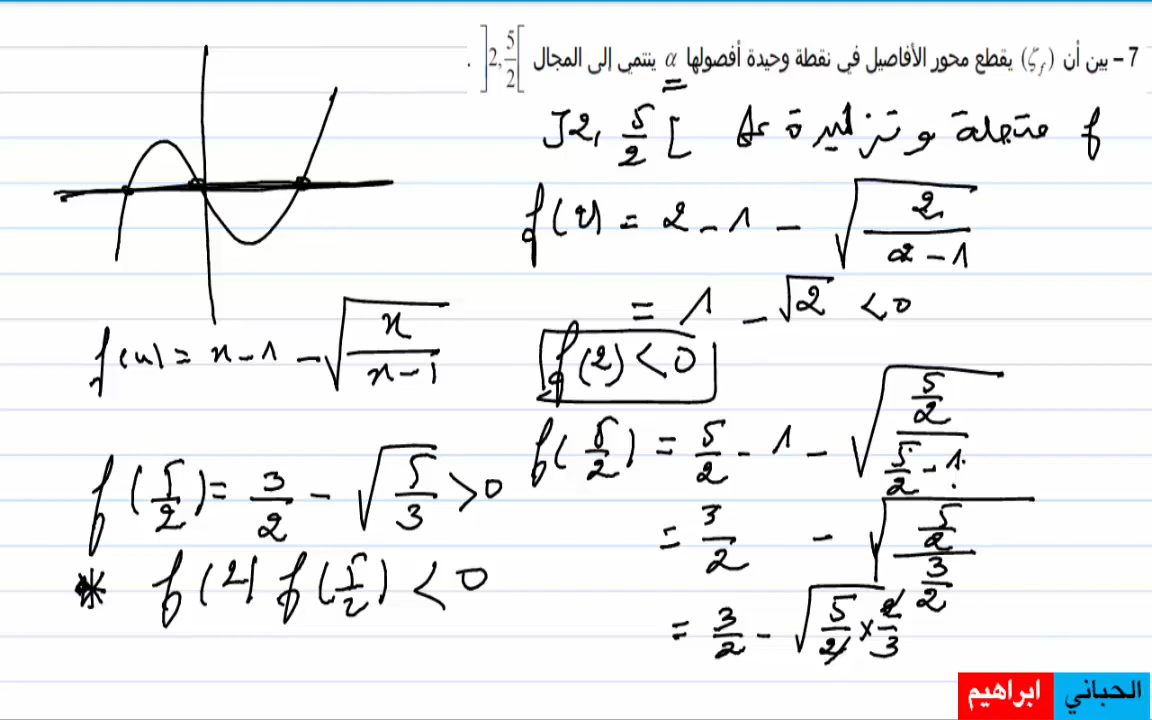 7 - بين أن (ζf) يقطع محور الأفاصيل في نقطة وحيدة أفصولها α ينتمي إلى المجال ]2, 5/2[ .
f متصلة و تزايدية قطعا ]2, 5/2[
f(2) = 2 - 1 - √(2/(2-1))
= 1 - √2 < 0
f(x) = x - 1 - √(x/(x-1))
f(2) < 0
f(5/2) = 5/2 - 1 - √((5/2)/(5/2 - 1))
f(5/2) = 3/2 - √(5/3) > 0
= 3/2 - √((5/2)/(3/2))
* f(2) f(5/2) < 0
= 3/2 - √(5/2 × 2/3)
ابراهيم الحباني